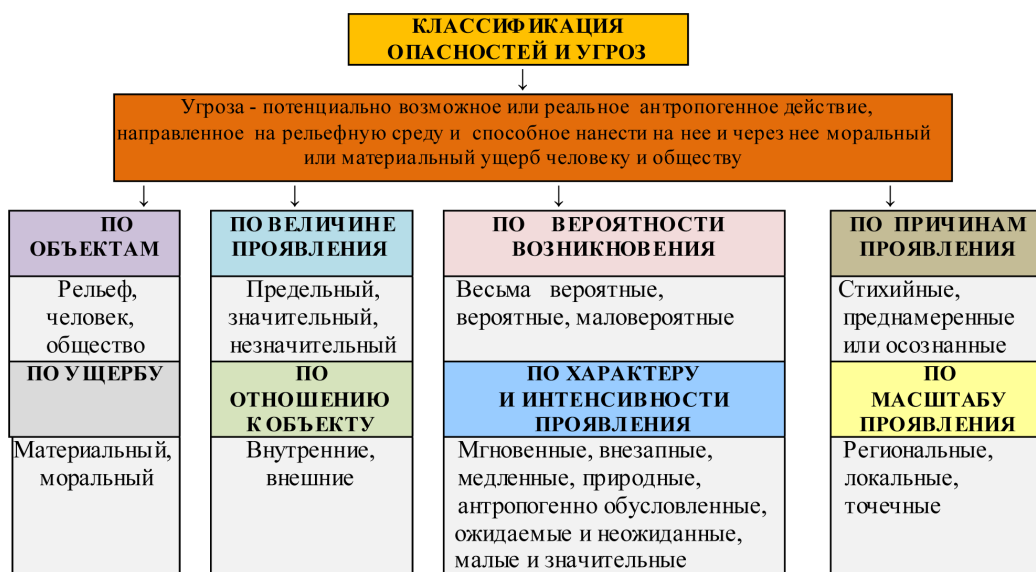 КЛАССИФИКАЦИЯ
ОПАСНОСТЕЙ И УГРОЗ
Угроза - потенциально возможное или реальное антропогенное действие,
направленное на рельефную среду и способное нанести на нее и через нее моральный
или материальный ущерб человеку и обществу
ПО
ОБЪЕКТАМ
Рельеф,
человек,
общество
ПО УЩЕРБУ
Материальный,
моральный
ПО ВЕЛИЧИНЕ
ПРОЯВЛЕНИЯ
Предельный,
значительный,
незначительный
ПО
ОТНОШЕНИЮ
К ОБЪЕКТУ
Внутренние,
внешние
ПО ВЕРОЯТНОСТИ
ВОЗНИКНОВЕНИЯ
Весьма вероятные,
вероятные, маловероятные
ПО ХАРАКТЕРУ
И ИНТЕНСИВНОСТИ
ПРОЯВЛЕНИЯ
Мгновенные, внезапные,
медленные, природные,
антропогенно обусловленные,
ожидаемые и неожиданные,
малые и значительные
ПО ПРИЧИНАМ
ПРОЯВЛЕНИЯ
Стихийные,
преднамеренные
или осознанные
ПО
МАСШТАБУ
ПРОЯВЛЕНИЯ
Региональные,
локальные,
точечные